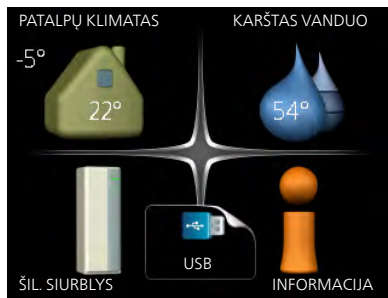 PATALPŲ KLIMATAS
KARŠTAS VANDUO
-5°
22°
54°
USB
ŠIL. SIURBLYS
INFORMACIJA